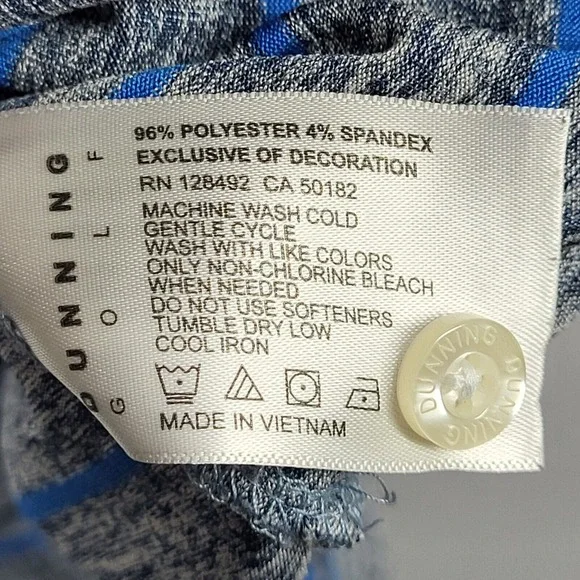 96% POLYESTER 4% SPANDEX
EXCLUSIVE OF DECORATION
RN 128492 CA 50182
MACHINE WASH COLD
GENTLE CYCLE
WASH WITH LIKE COLORS
ONLY NON-CHLORINE BLEACH
WHEN NEEDED
DO NOT USE SOFTENERS
TUMBLE DRY LOW
COOL IRON
MADE IN VIETNAM
DUNNING
GOLF
DUNNING DUNNING